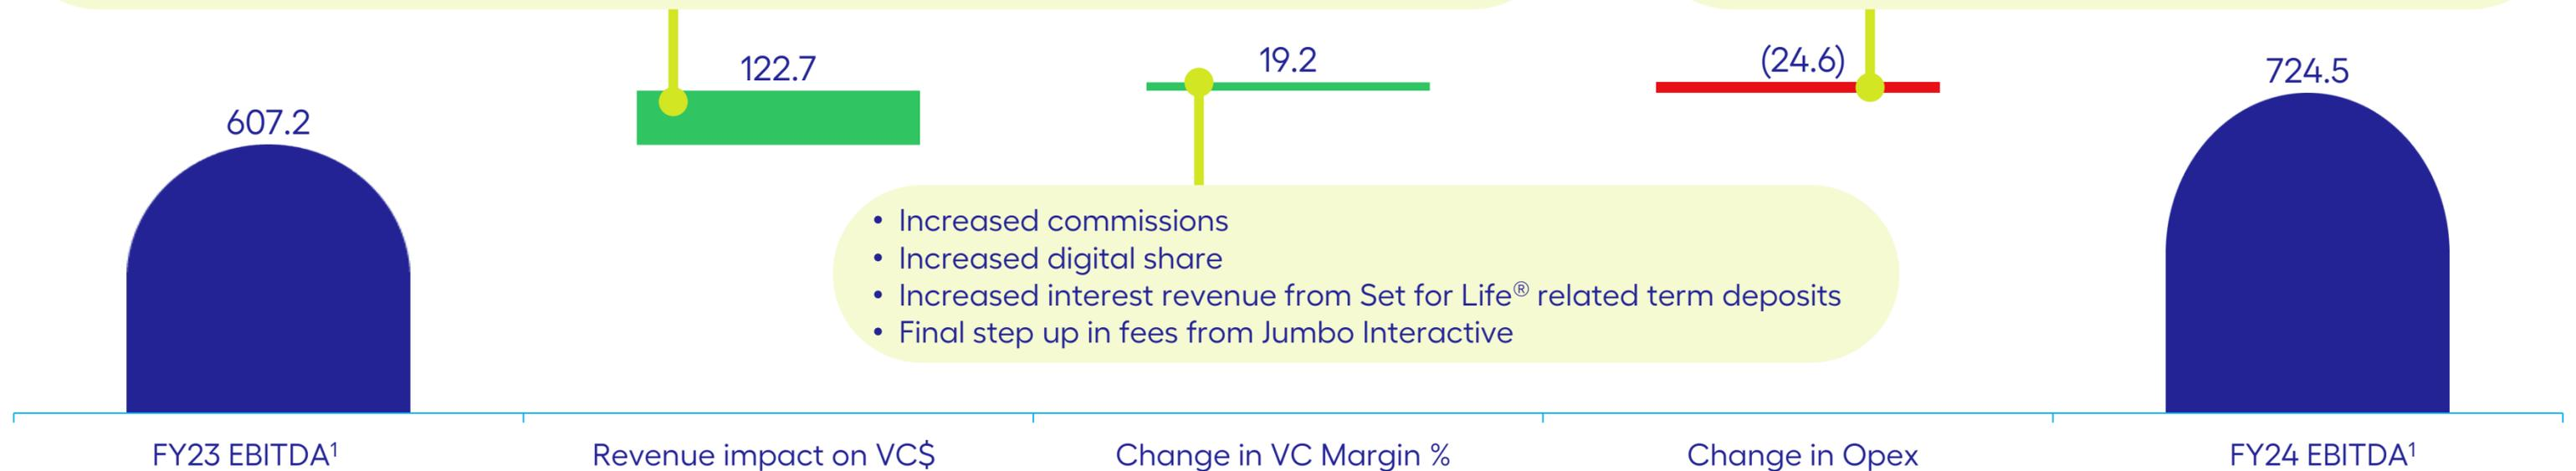 607.2
122.7
19.2
(24.6)
724.5
• Increased commissions
• Increased digital share
• Increased interest revenue from Set for Life® related term deposits
• Final step up in fees from Jumbo Interactive
FY23 EBITDA¹
Revenue impact on VC$
Change in VC Margin %
Change in Opex
FY24 EBITDA¹